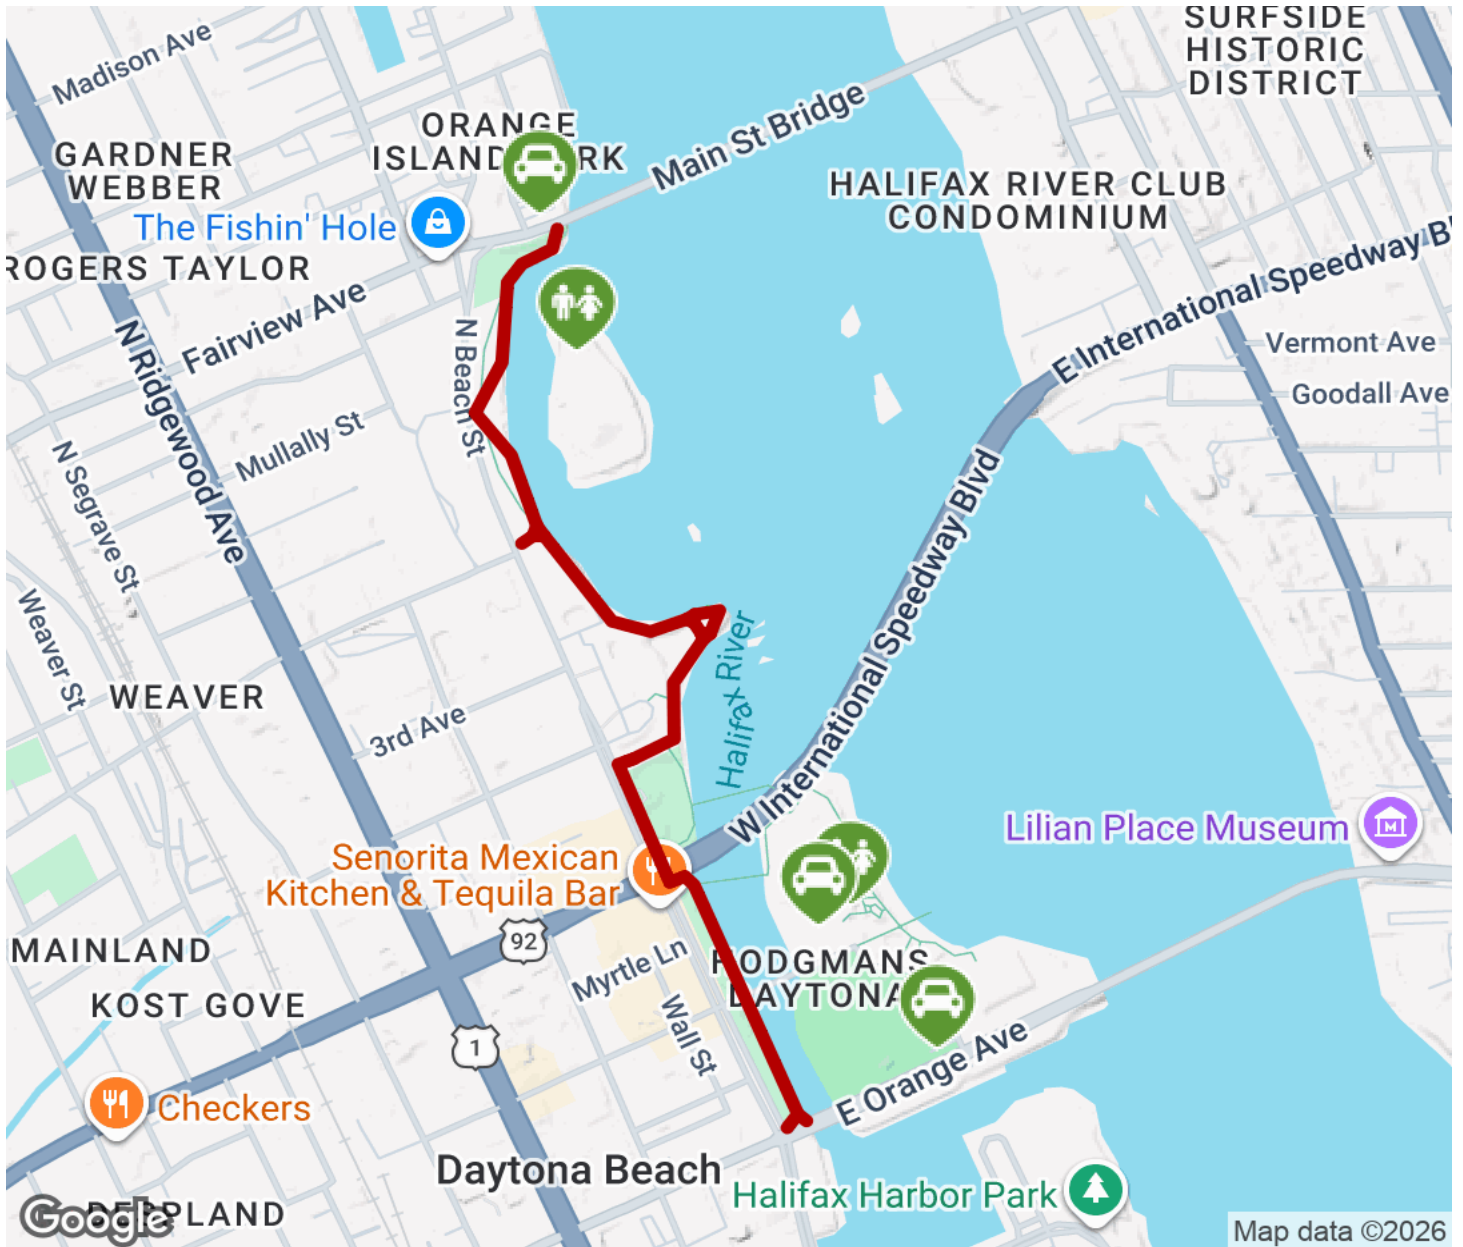 SURFSIDE
HISTORIC
DISTRICT
Madison Ave
ORANGE
ISLAND RK
Main St Bridge
GARDNER
WEBBER
HALIFAX RIVER CLUB
CONDOMINIUM
The Fishin' Hole
ROGERS TAYLOR
E International Speedway Bl
Fairview Ave
N Beach St
N Ridgewood Ave
Vermont Ave
Goodall Ave
Mullally St
N Segrave St
Weaver St
Halifax River
WEAVER
3rd Ave
W International Speedway Blvd
Lilian Place Museum
Senorita Mexican
Kitchen & Tequila Bar
92
MAINLAND
Myrtle Ln
HODGMANS
DAYTONA
KOST GOVE
Wall St
1
E Orange Ave
Checkers
Daytona Beach
Halifax Harbor Park
Google
Map data ©2026